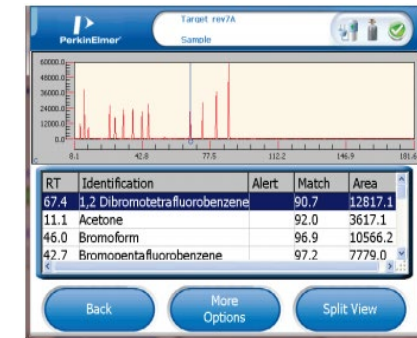 PerkinElmer
Target rev7A
Sample
60000.0
48000.0
36000.0
24000.0
12000.0
0.0
8.1 42.8 77.5 112.2 146.9 181.6
RT Identification Alert Match Area
67.4 1,2 Dibromotetrafluorobenzene 90.7 12817.1
11.1 Acetone 92.0 3617.1
46.0 Bromoform 96.9 10566.2
42.7 Bromopentafluorobenzene 97.2 7779.0
Back
More
Options
Split View